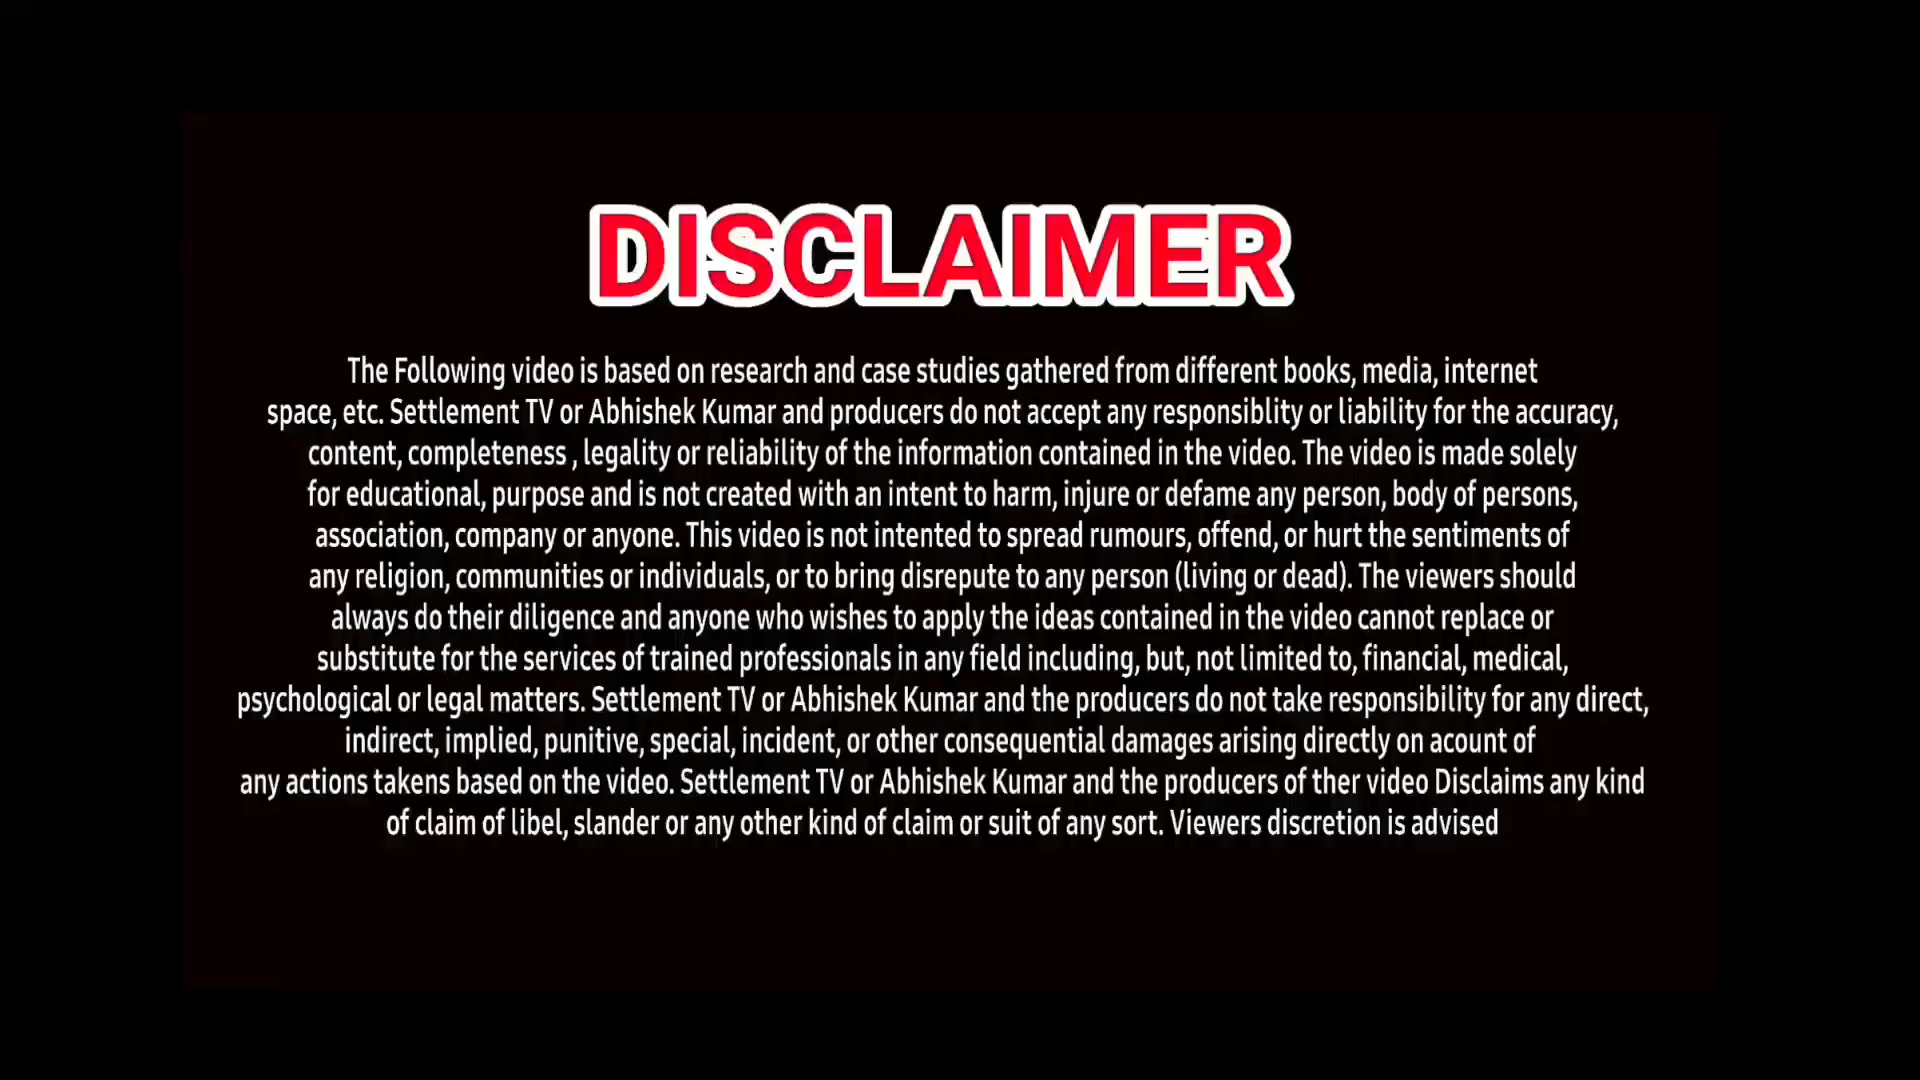 DISCLAIMER
The Following video is based on research and case studies gathered from different books, media, internet
space, etc. Settlement TV or Abhishek Kumar and producers do not accept any responsiblity or liability for the accuracy,
content, completeness , legality or reliability of the information contained in the video. The video is made solely
for educational, purpose and is not created with an intent to harm, injure or defame any person, body of persons,
association, company or anyone. This video is not intented to spread rumours, offend, or hurt the sentiments of
any religion, communities or individuals, or to bring disrepute to any person (living or dead). The viewers should
always do their diligence and anyone who wishes to apply the ideas contained in the video cannot replace or
substitute for the services of trained professionals in any field including, but, not limited to, financial, medical,
psychological or legal matters. Settlement TV or Abhishek Kumar and the producers do not take responsibility for any direct,
indirect, implied, punitive, special, incident, or other consequential damages arising directly on acount of
any actions takens based on the video. Settlement TV or Abhishek Kumar and the producers of ther video Disclaims any kind
of claim of libel, slander or any other kind of claim or suit of any sort. Viewers discretion is advised